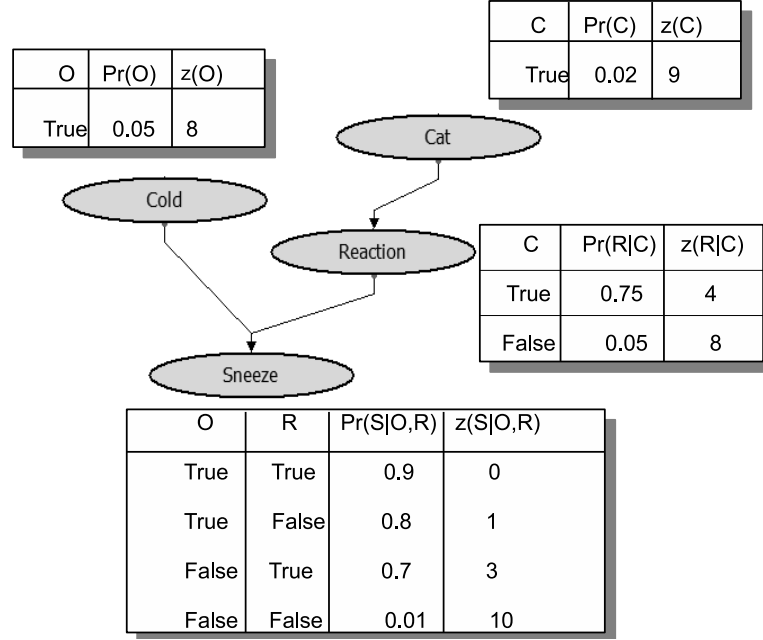 C Pr(C) z(C)
True 0.02 9
O Pr(O) z(O)
True 0.05 8
Cat
Cold
Reaction
C Pr(R|C) z(R|C)
True 0.75 4
False 0.05 8
Sneeze
O R Pr(S|O,R) z(S|O,R)
True True 0.9 0
True False 0.8 1
False True 0.7 3
False False 0.01 10